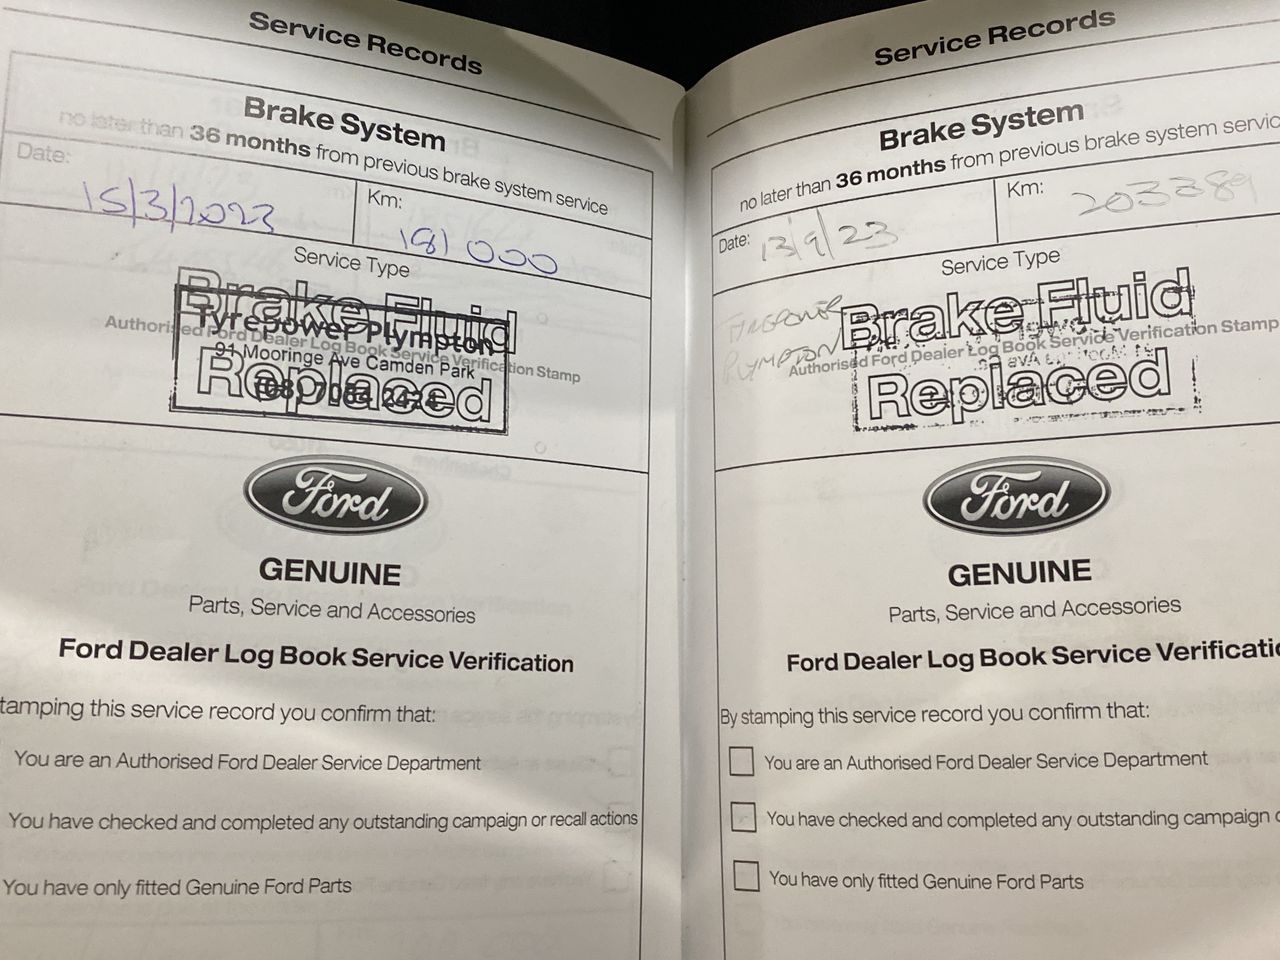 Service Records
Brake System
no later than 36 months from previous brake system service
Date: 15/3/2023
Km: 181 000
Service Type
Brake Fluid
Replaced
Tyrepower Plympton
Authorised Ford Dealer Log Book Service Verification Stamp
91 Mooringe Ave Camden Park
Ford
GENUINE
Parts, Service and Accessories
Ford Dealer Log Book Service Verification
tamping this service record you confirm that:
You are an Authorised Ford Dealer Service Department
You have checked and completed any outstanding campaign or recall actions
You have only fitted Genuine Ford Parts
Service Records
Brake System
no later than 36 months from previous brake system servic
Date: 13/9/23
Km: 203389
Service Type
Brake Fluid
Replaced
PLYMPTON
Authorised Ford Dealer Log Book Service Verification Stamp
Ford
GENUINE
Parts, Service and Accessories
Ford Dealer Log Book Service Verificatio
By stamping this service record you confirm that:
You are an Authorised Ford Dealer Service Department
You have checked and completed any outstanding campaign o
You have only fitted Genuine Ford Parts